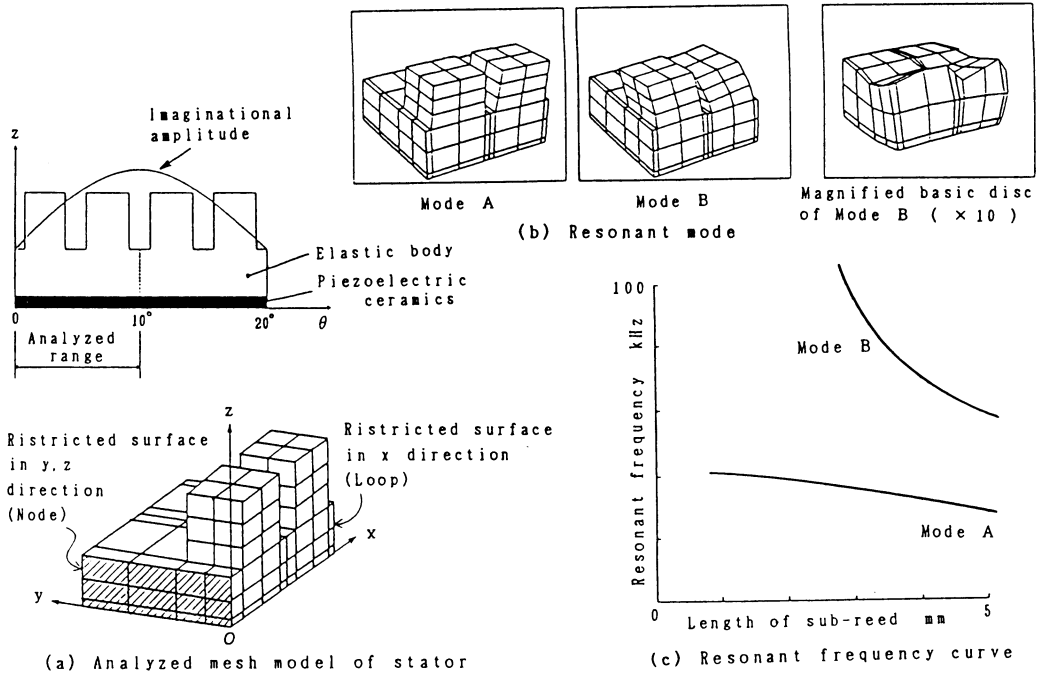 Imaginational
amplitude
z
Elastic body
Piezoelectric
ceramics
0
10°
20°
θ
Analyzed
range
Mode A
Mode B
Magnified basic disc
of Mode B ( ×10 )
(b) Resonant mode
z
Ristricted surface
in y,z
direction
(Node)
Ristricted surface
in x direction
(Loop)
x
y
O
(a) Analyzed mesh model of stator
100
Resonant frequency kHz
Mode B
Mode A
0
5
Length of sub-reed mm
(c) Resonant frequency curve